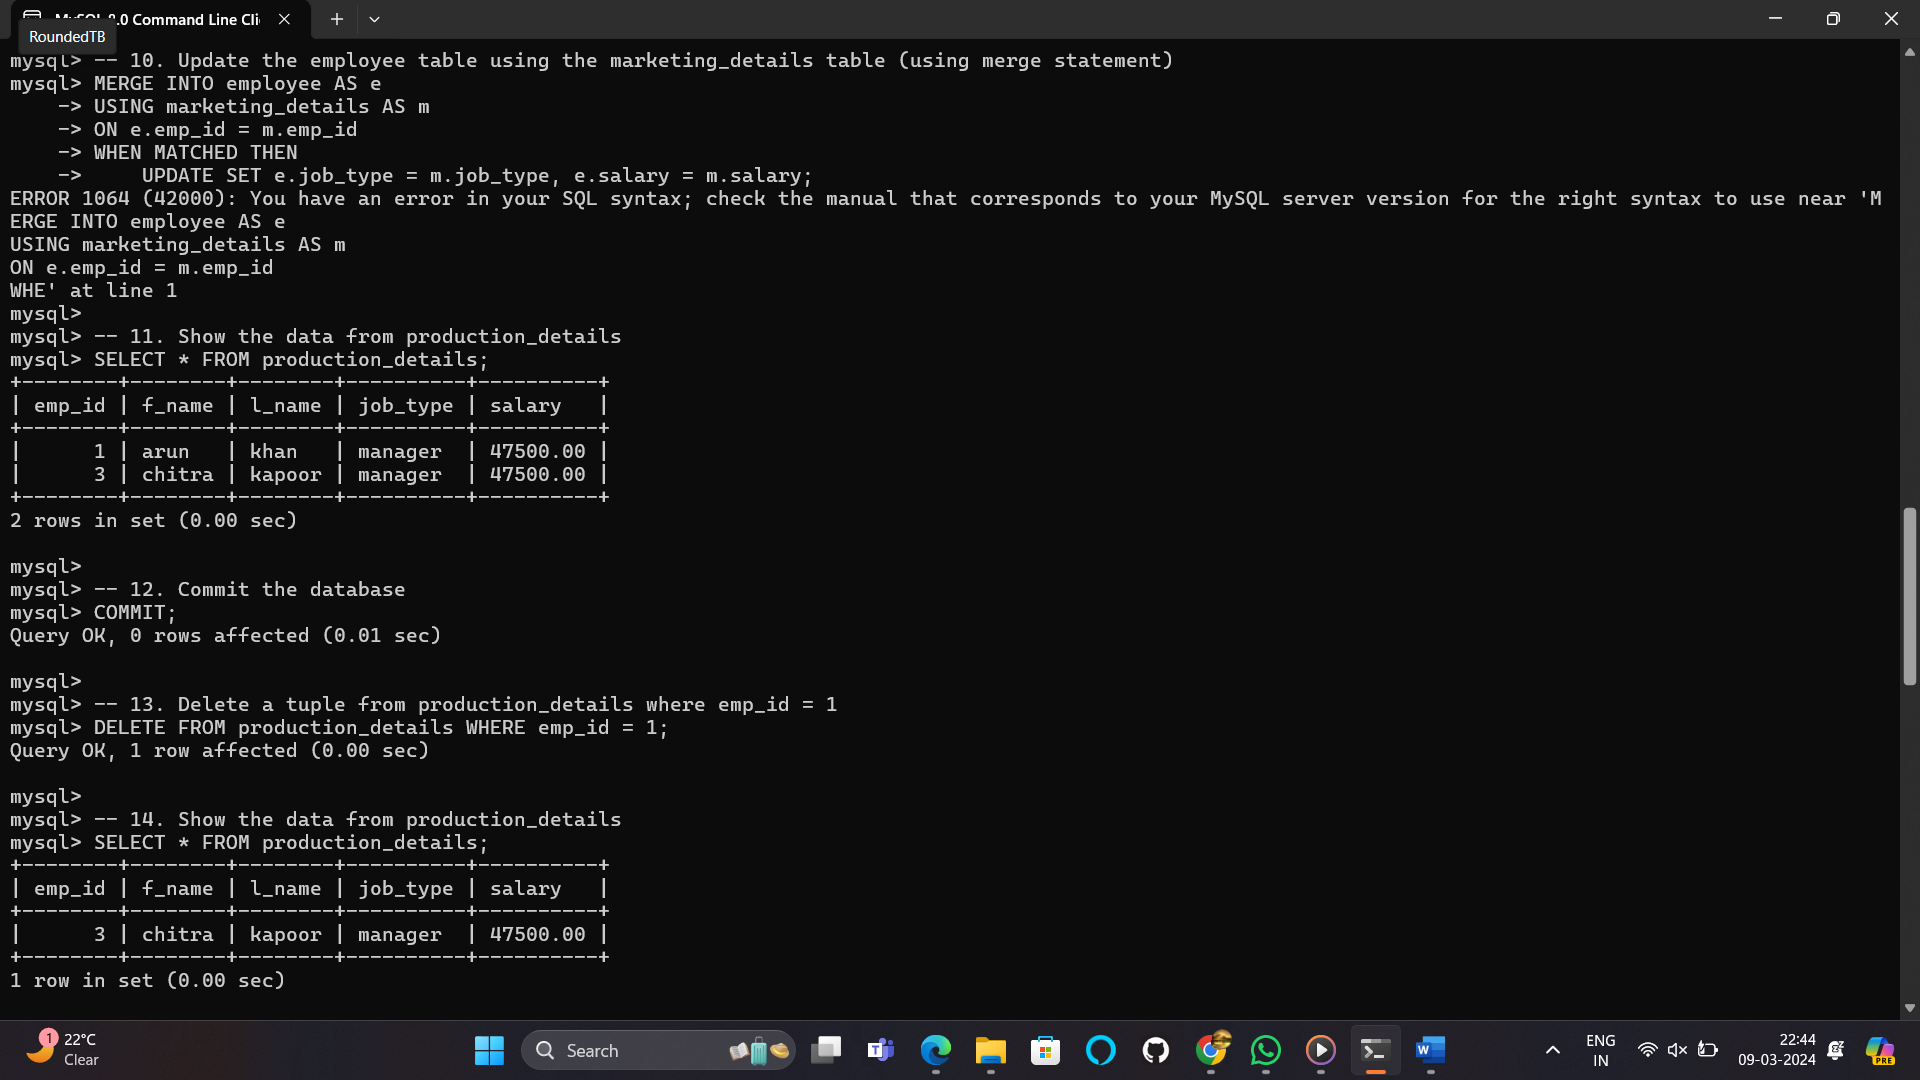 MySQL 8.0 Command Line Cli
RoundedTB
mysql> -- 10. Update the employee table using the marketing_details table (using merge statement)
mysql> MERGE INTO employee AS e
    -> USING marketing_details AS m
    -> ON e.emp_id = m.emp_id
    -> WHEN MATCHED THEN
    ->     UPDATE SET e.job_type = m.job_type, e.salary = m.salary;
ERROR 1064 (42000): You have an error in your SQL syntax; check the manual that corresponds to your MySQL server version for the right syntax to use near 'M
ERGE INTO employee AS e
USING marketing_details AS m
ON e.emp_id = m.emp_id
WHE' at line 1
mysql>
mysql> -- 11. Show the data from production_details
mysql> SELECT * FROM production_details;
+--------+--------+--------+----------+----------+
| emp_id | f_name | l_name | job_type | salary   |
+--------+--------+--------+----------+----------+
|      1 | arun   | khan   | manager  | 47500.00 |
|      3 | chitra | kapoor | manager  | 47500.00 |
+--------+--------+--------+----------+----------+
2 rows in set (0.00 sec)
mysql>
mysql> -- 12. Commit the database
mysql> COMMIT;
Query OK, 0 rows affected (0.01 sec)
mysql>
mysql> -- 13. Delete a tuple from production_details where emp_id = 1
mysql> DELETE FROM production_details WHERE emp_id = 1;
Query OK, 1 row affected (0.00 sec)
mysql>
mysql> -- 14. Show the data from production_details
mysql> SELECT * FROM production_details;
+--------+--------+--------+----------+----------+
| emp_id | f_name | l_name | job_type | salary   |
+--------+--------+--------+----------+----------+
|      3 | chitra | kapoor | manager  | 47500.00 |
+--------+--------+--------+----------+----------+
1 row in set (0.00 sec)
1
22°C
Clear
Search
ENG
IN
22:44
09-03-2024
PRE